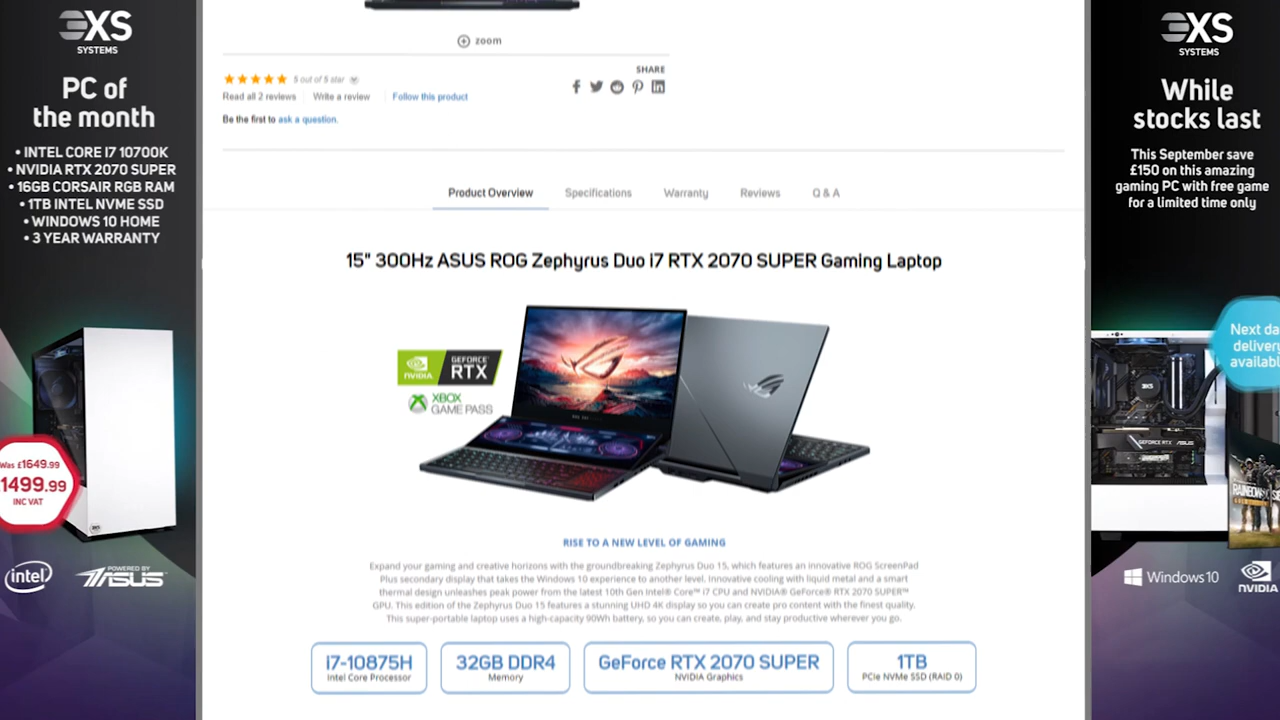 3XS
SYSTEMS
PC of
the month
• INTEL CORE I7 10700K
• NVIDIA RTX 2070 SUPER
• 16GB CORSAIR RGB RAM
• 1TB INTEL NVME SSD
• WINDOWS 10 HOME
• 3 YEAR WARRANTY
Was £1649.99
1499.99
INC VAT
intel
POWERED BY
ASUS
zoom
5 out of 5 star
SHARE
Read all 2 reviews
Write a review
Follow this product
Be the first to ask a question.
Product Overview
Specifications
Warranty
Reviews
Q & A
15" 300Hz ASUS ROG Zephyrus Duo i7 RTX 2070 SUPER Gaming Laptop
NVIDIA
GEFORCE
RTX
XBOX
GAME PASS
RISE TO A NEW LEVEL OF GAMING
Expand your gaming and creative horizons with the groundbreaking Zephyrus Duo 15, which features an innovative ROG ScreenPad
Plus secondary display that takes the Windows 10 experience to another level. Innovative cooling with liquid metal and a smart
thermal design unleashes peak power from the latest 10th Gen Intel® Core™ i7 CPU and NVIDIA® GeForce® RTX 2070 SUPER™
GPU. This edition of the Zephyrus Duo 15 features a stunning UHD 4K display so you can create pro content with the finest quality.
This super-portable laptop uses a high-capacity 90Wh battery, so you can create, play, and stay productive wherever you go.
i7-10875H
Intel Core Processor
32GB DDR4
Memory
GeForce RTX 2070 SUPER
NVIDIA Graphics
1TB
PCIe NVMe SSD (RAID 0)
3XS
SYSTEMS
While
stocks last
This September save
£150 on this amazing
gaming PC with free game
for a limited time only
Next da
delivery
availabl
3XS
GEFORCE RTX
ASUS
RAINBOW
Windows 10
NVIDIA